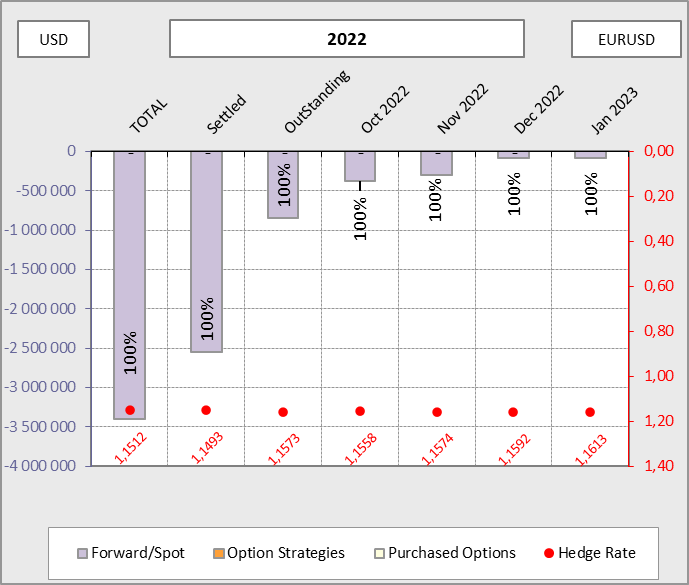 USD 2022 EURUSD
TOTAL Settled OutStanding Oct 2022 Nov 2022 Dec 2022 Jan 2023
0 0,00
-500 000 0,20
-1 000 000 0,40
-1 500 000 0,60
-2 000 000 0,80
-2 500 000 1,00
-3 000 000 1,20
-3 500 000 1,40
-4 000 000
100% 100% 100% 100% 100% 100% 100%
1,1512 1,1493 1,1573 1,1558 1,1574 1,1592 1,1613
Forward/Spot Option Strategies Purchased Options Hedge Rate